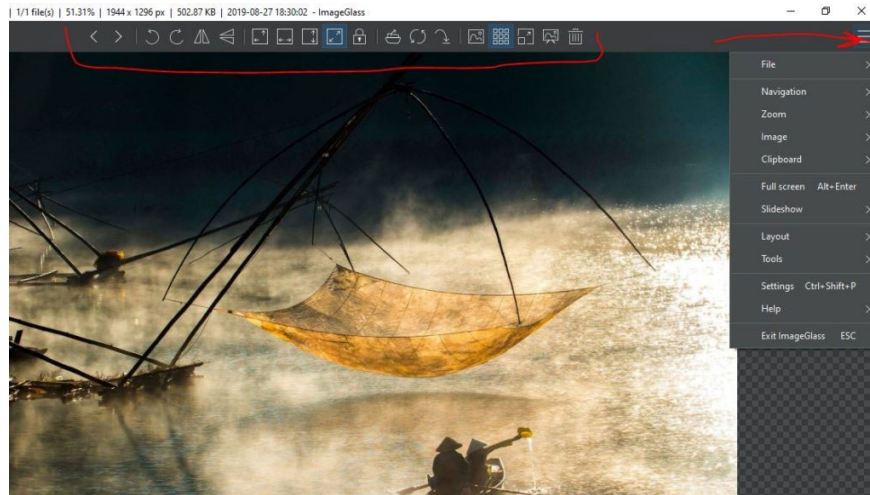 | 1/1 file(s) | 51.31% | 1944 x 1296 px | 502.87 KB | 2019-08-27 18:30:02 - ImageGlass
File
Navigation
Zoom
Image
Clipboard
Full screen Alt+Enter
Slideshow
Layout
Tools
Settings Ctrl+Shift+P
Help
Exit ImageGlass ESC